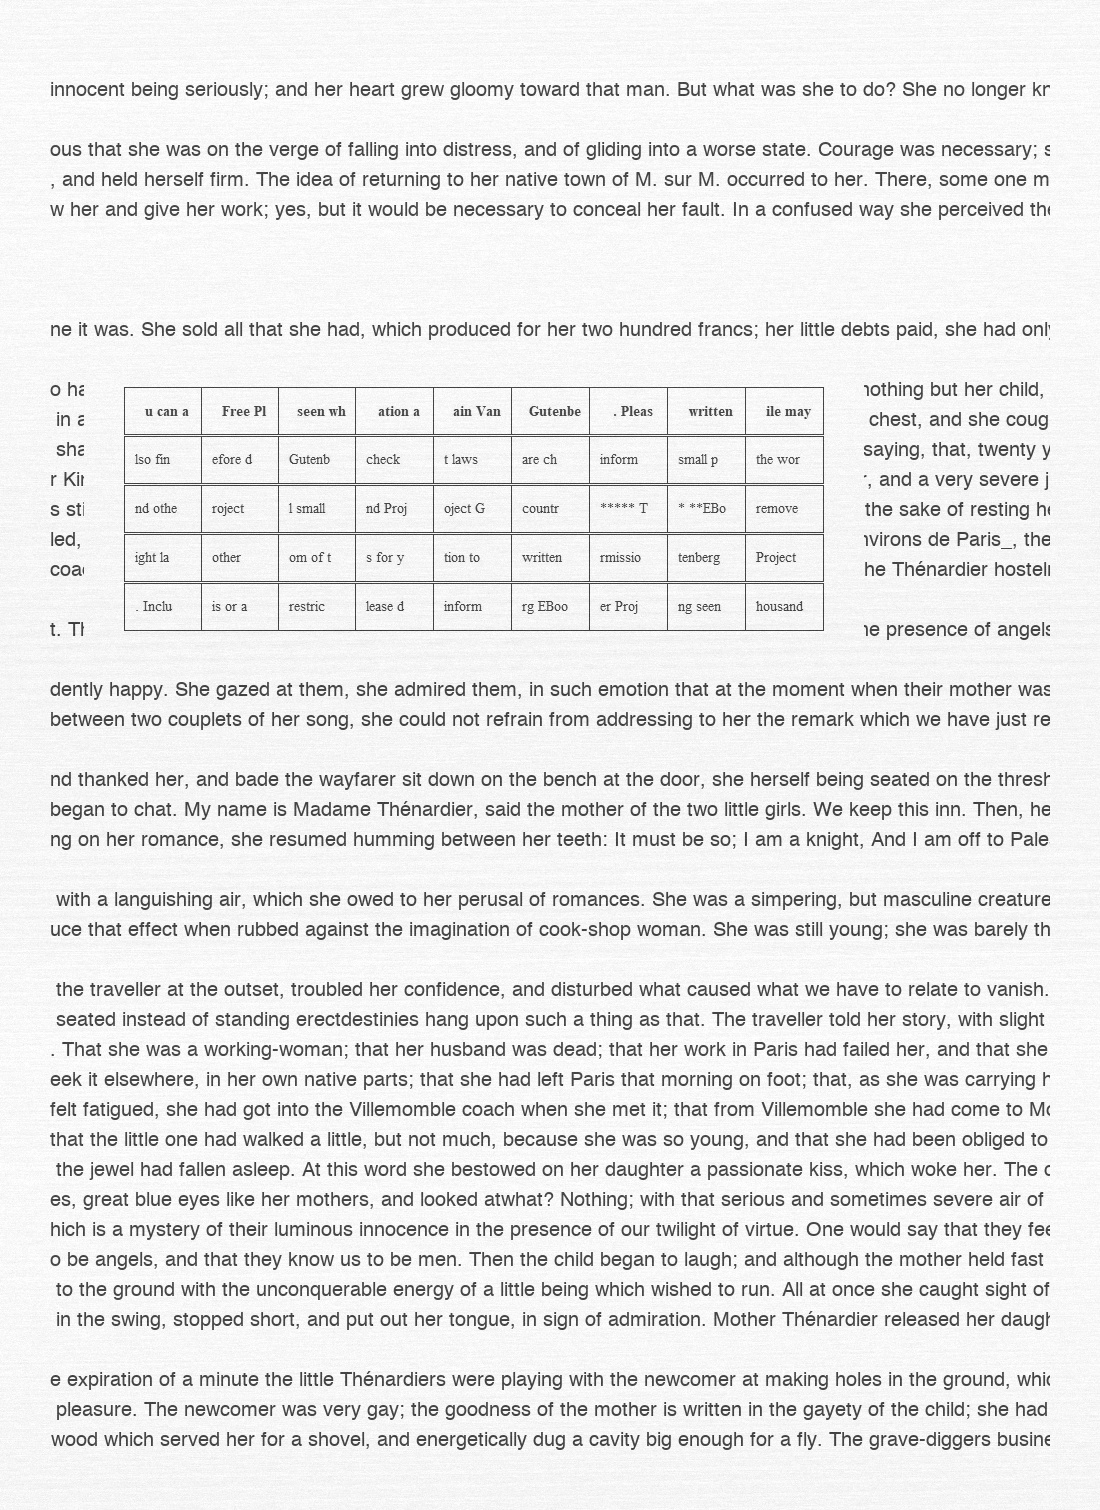 innocent being seriously; and her heart grew gloomy toward that man. But what was she to do? She no longer kn
ous that she was on the verge of falling into distress, and of gliding into a worse state. Courage was necessary; s
, and held herself firm. The idea of returning to her native town of M. sur M. occurred to her. There, some one m
w her and give her work; yes, but it would be necessary to conceal her fault. In a confused way she perceived the
ne it was. She sold all that she had, which produced for her two hundred francs; her little debts paid, she had only
o ha nothing but her child,
in a chest, and she coug
sha saying, that, twenty y
r Kin r, and a very severe j
s sti the sake of resting he
led, nvirons de Paris_, the
coac he Thénardier hosteln
t. Th he presence of angels
u can a Free Pl seen wh ation a ain Van Gutenbe . Pleas written ile may
lso fin efore d Gutenb check t laws are ch inform small p the wor
nd othe roject l small nd Proj oject G countr ***** T * **EBo remove
ight la other om of t s for y tion to written rmissio tenberg Project
. Inclu is or a restric lease d inform rg EBoo er Proj ng seen housand
dently happy. She gazed at them, she admired them, in such emotion that at the moment when their mother was
between two couplets of her song, she could not refrain from addressing to her the remark which we have just re
nd thanked her, and bade the wayfarer sit down on the bench at the door, she herself being seated on the thresh
began to chat. My name is Madame Thénardier, said the mother of the two little girls. We keep this inn. Then, he
ng on her romance, she resumed humming between her teeth: It must be so; I am a knight, And I am off to Pale
with a languishing air, which she owed to her perusal of romances. She was a simpering, but masculine creature
uce that effect when rubbed against the imagination of cook-shop woman. She was still young; she was barely th
the traveller at the outset, troubled her confidence, and disturbed what caused what we have to relate to vanish.
seated instead of standing erectdestinies hang upon such a thing as that. The traveller told her story, with slight
. That she was a working-woman; that her husband was dead; that her work in Paris had failed her, and that she
eek it elsewhere, in her own native parts; that she had left Paris that morning on foot; that, as she was carrying h
felt fatigued, she had got into the Villemomble coach when she met it; that from Villemomble she had come to Mo
that the little one had walked a little, but not much, because she was so young, and that she had been obliged to
the jewel had fallen asleep. At this word she bestowed on her daughter a passionate kiss, which woke her. The c
es, great blue eyes like her mothers, and looked atwhat? Nothing; with that serious and sometimes severe air of
hich is a mystery of their luminous innocence in the presence of our twilight of virtue. One would say that they fee
o be angels, and that they know us to be men. Then the child began to laugh; and although the mother held fast
to the ground with the unconquerable energy of a little being which wished to run. All at once she caught sight of
in the swing, stopped short, and put out her tongue, in sign of admiration. Mother Thénardier released her daugh
e expiration of a minute the little Thénardiers were playing with the newcomer at making holes in the ground, whic
pleasure. The newcomer was very gay; the goodness of the mother is written in the gayety of the child; she had
wood which served her for a shovel, and energetically dug a cavity big enough for a fly. The grave-diggers busine